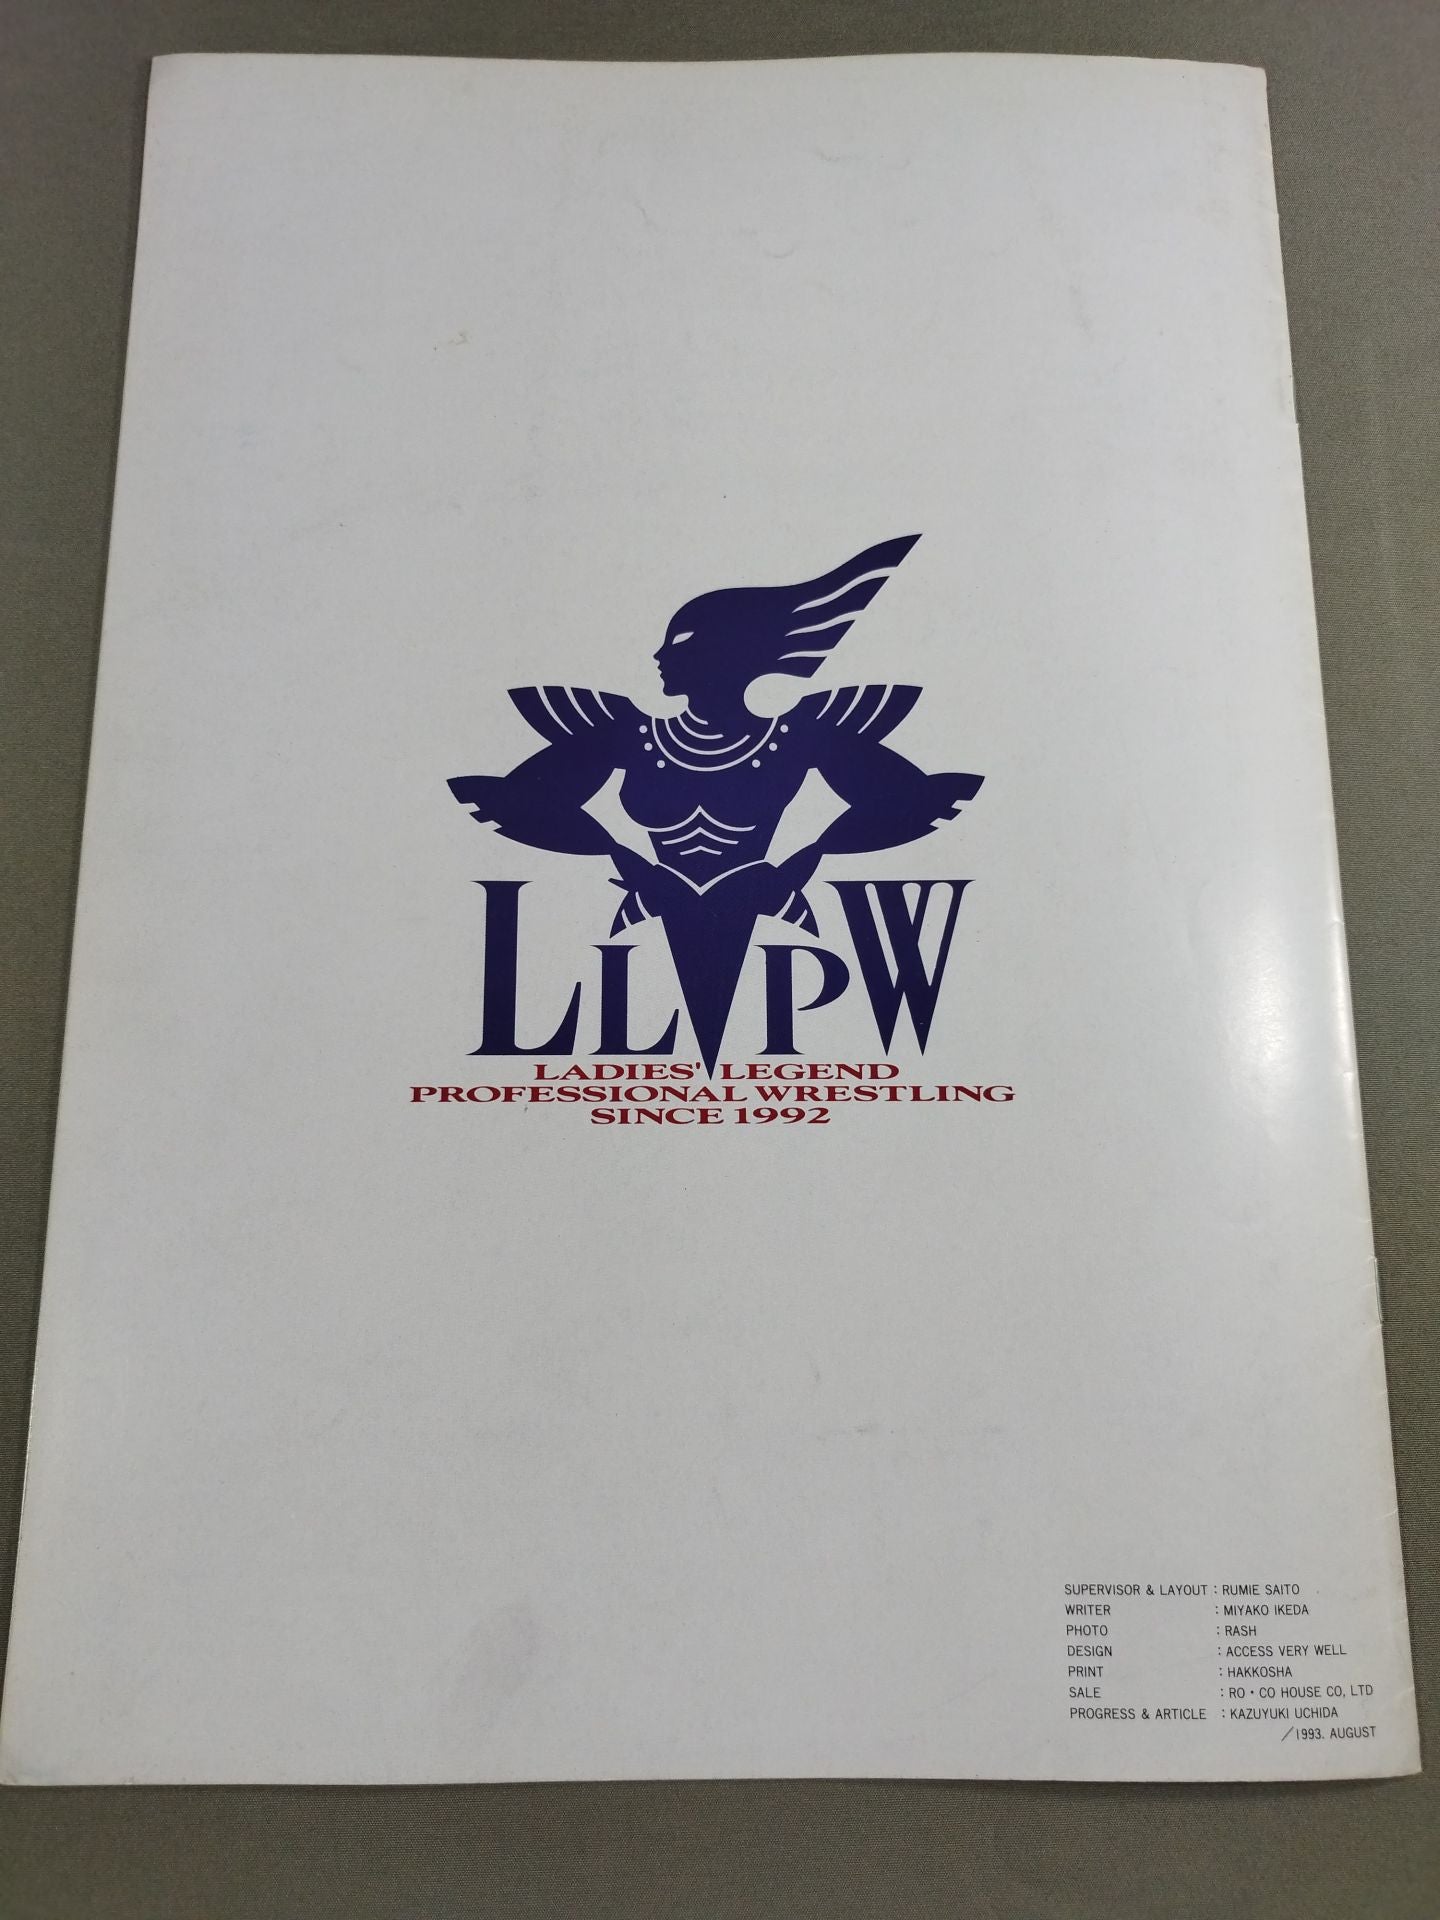 LLPW
LADIES' LEGEND
PROFESSIONAL WRESTLING
SINCE 1992
SUPERVISOR & LAYOUT : RUMIE SAITO
WRITER : MIYAKO IKEDA
PHOTO : RASH
DESIGN : ACCESS VERY WELL
PRINT : HAKKOSHA
SALE : RO・CO HOUSE CO, LTD
PROGRESS & ARTICLE : KAZUYUKI UCHIDA
/1993. AUGUST